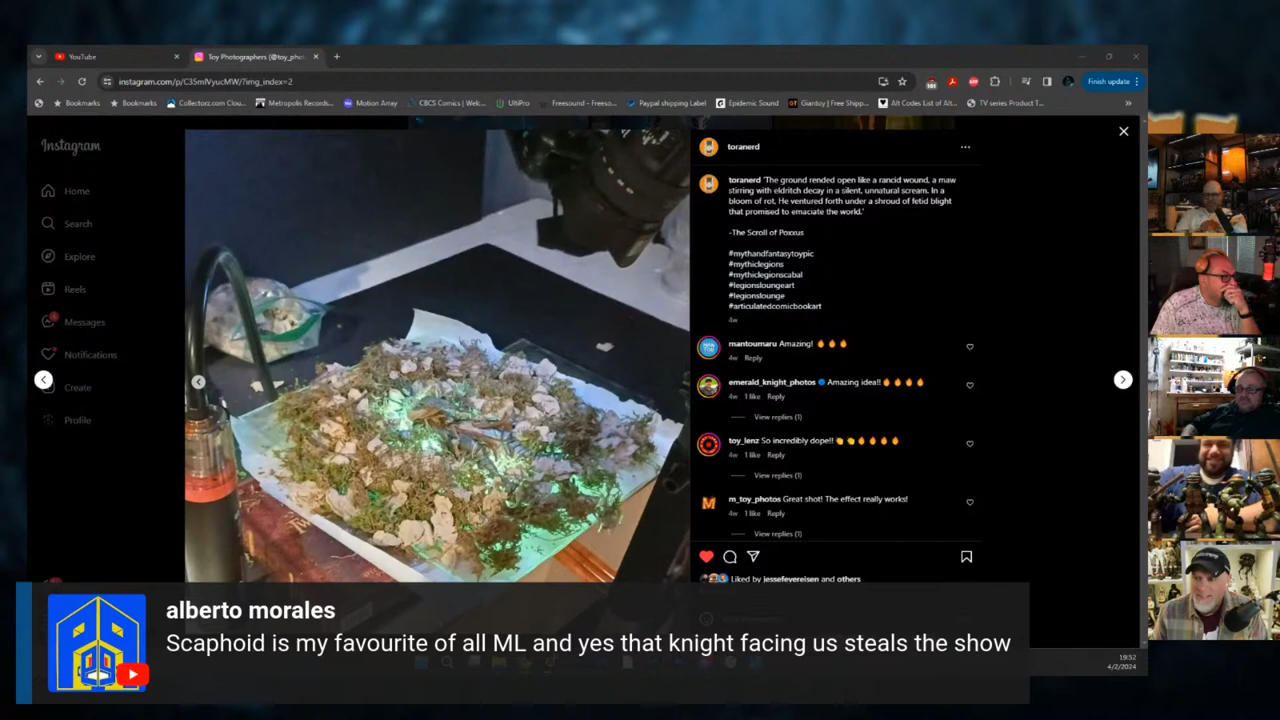 YouTube
Toy Photographers (@toy_phot
instagram.com/p/C35mlVyucMW/?img_index=2
Finish update
Bookmarks
Bookmarks
Collectorz.com Clou...
Metropolis Records...
Motion Array
CBCS Comics | Welc...
UltiPro
Freesound - Freeso...
Paypal shipping Label
Epidemic Sound
Giantoy | Free Shipp...
Alt Codes List of Alt...
TV series Product T...
Instagram
Home
Search
Explore
Reels
Messages
Notifications
Create
Profile
toranerd
toranerd 'The ground rended open like a rancid wound, a maw
stirring with eldritch decay in a silent, unnatural scream. In a
bloom of rot, He ventured forth under a shroud of fetid blight
that promised to emaciate the world.'
-The Scroll of Poxxus
#mythandfantasytoypic
#mythiclegions
#mythiclegionscabal
#legionsloungeart
#legionslounge
#articulatedcomicbookart
4w
mantoumaru Amazing! 🔥 🔥 🔥
4w Reply
emerald_knight_photos Amazing idea!! 🔥 🔥 🔥 🔥
4w 1 like Reply
View replies (1)
toy_lenz So incredibly dope!! 👏 👏 🔥 🔥 🔥 🔥
4w 1 like Reply
View replies (1)
m_toy_photos Great shot! The effect really works!
4w 1 like Reply
View replies (1)
Liked by jessefevereisen and others
alberto morales
Scaphoid is my favourite of all ML and yes that knight facing us steals the show
19:52
4/2/2024